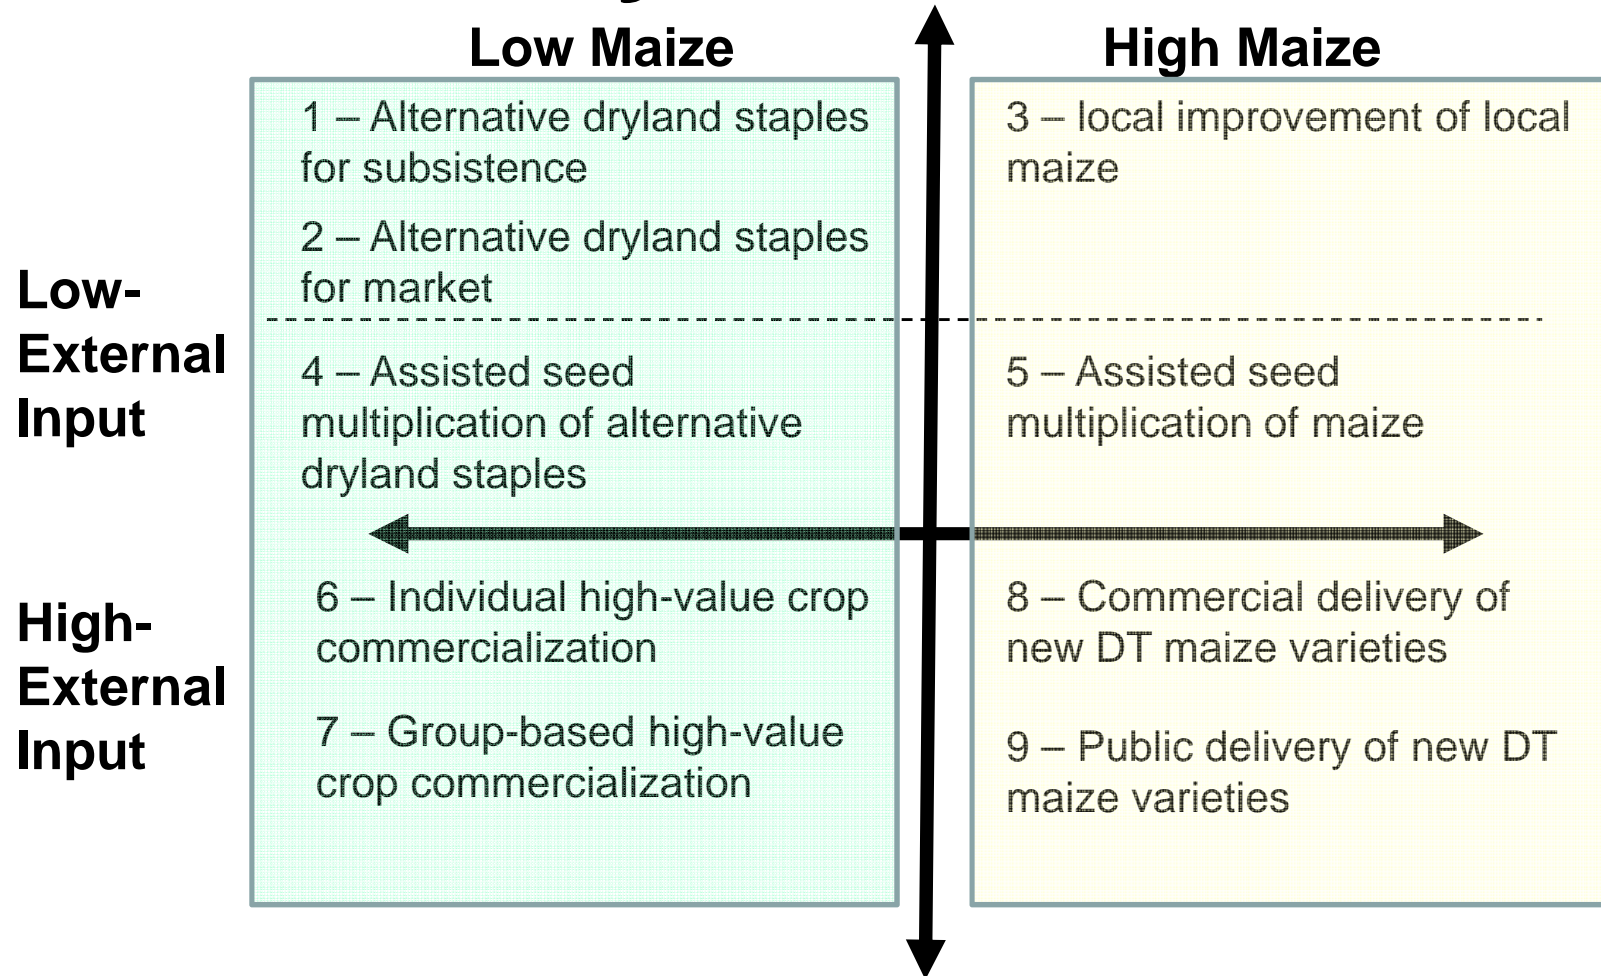 Low Maize
High Maize
1 – Alternative dryland staples
for subsistence
2 – Alternative dryland staples
for market
3 – local improvement of local
maize
Low-
External
Input
4 – Assisted seed
multiplication of alternative
dryland staples
5 – Assisted seed
multiplication of maize
High-
External
Input
6 – Individual high-value crop
commercialization
7 – Group-based high-value
crop commercialization
8 – Commercial delivery of
new DT maize varieties
9 – Public delivery of new DT
maize varieties